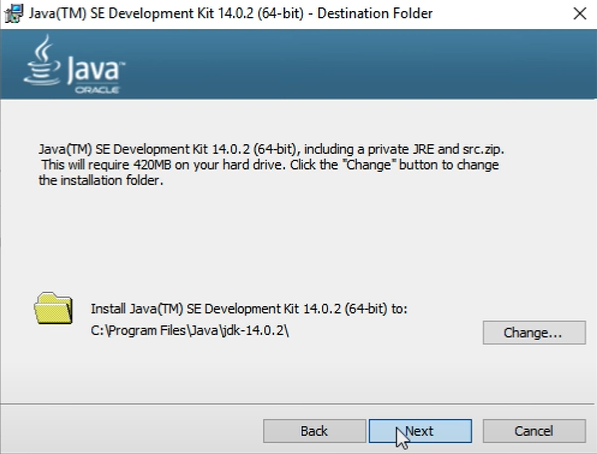 Java(TM) SE Development Kit 14.0.2 (64-bit) - Destination Folder
Java™
ORACLE
Java(TM) SE Development Kit 14.0.2 (64-bit), including a private JRE and src.zip.
This will require 420MB on your hard drive. Click the "Change" button to change
the installation folder.
Install Java(TM) SE Development Kit 14.0.2 (64-bit) to:
C:\Program Files\Java\jdk-14.0.2\
Change...
Back
Next
Cancel